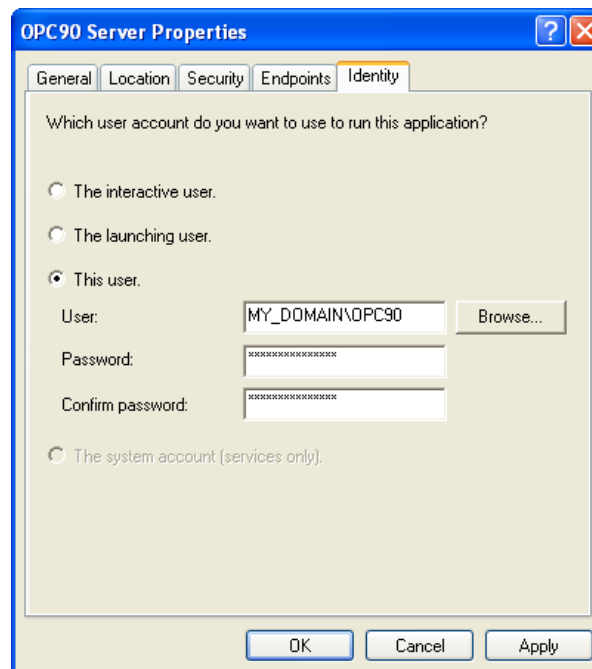 OPC90 Server Properties
General Location Security Endpoints Identity
Which user account do you want to use to run this application?
The interactive user.
The launching user.
This user.
User: MY_DOMAIN\OPC90 Browse...
Password: ***************
Confirm password: ***************
The system account (services only).
OK Cancel Apply